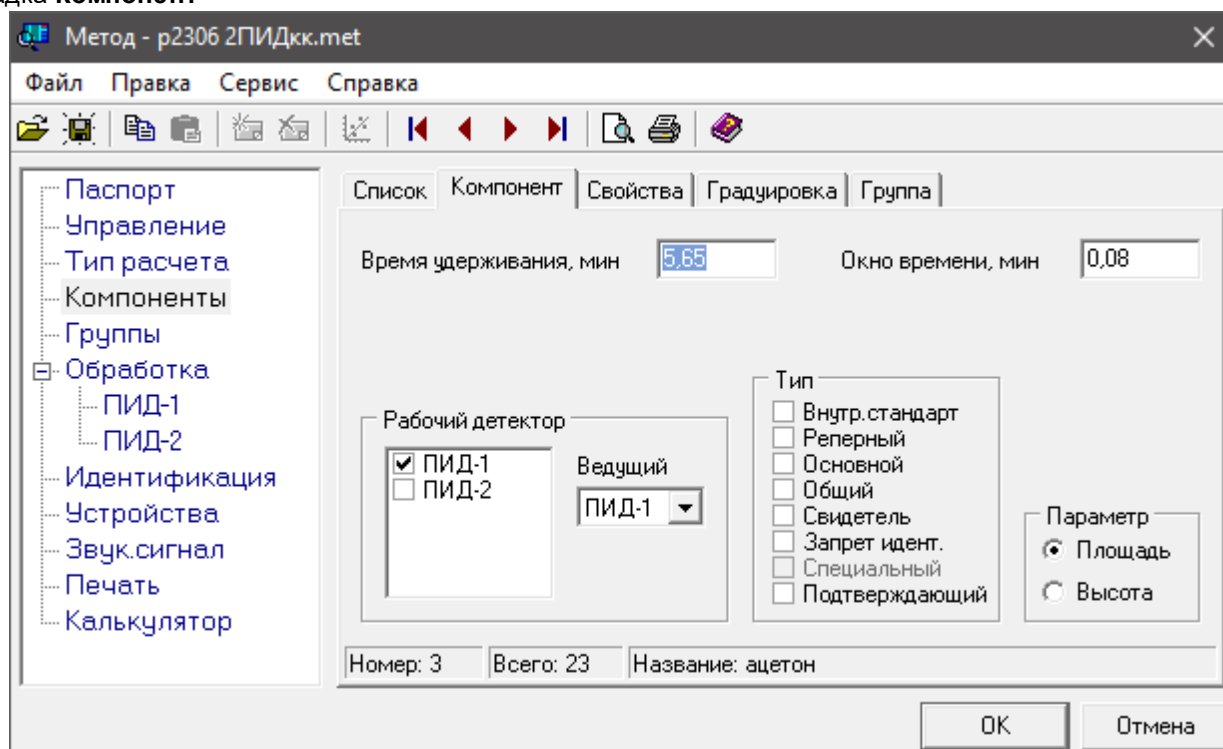 компонент
Метод - р2306 2ПИДкк.met
Файл Правка Сервис Справка
Паспорт
Управление
Тип расчета
Компоненты
Группы
Обработка
ПИД-1
ПИД-2
Идентификация
Устройства
Звук.сигнал
Печать
Калькулятор
Список Компонент Свойства Градуировка Группа
Время удерживания, мин 5,65 Окно времени, мин 0,08
Рабочий детектор
ПИД-1
ПИД-2
Ведущий
ПИД-1
Тип
Внутр.стандарт
Реперный
Основной
Общий
Свидетель
Запрет идент.
Специальный
Подтверждающий
Параметр
Площадь
Высота
Номер: 3 Всего: 23 Название: ацетон
OK Отмена